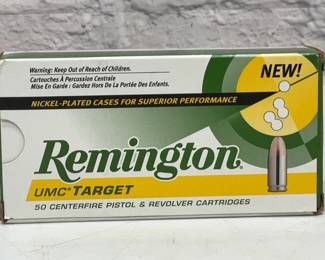 Warning: Keep Out of Reach of Children.
Cartouches À Percussion Centrale
Mise En Garde : Gardez Hors De La Portée Des Enfants.
NEW!
NICKEL-PLATED CASES FOR SUPERIOR PERFORMANCE
Remington
UMC® TARGET
50 CENTERFIRE PISTOL & REVOLVER CARTRIDGES